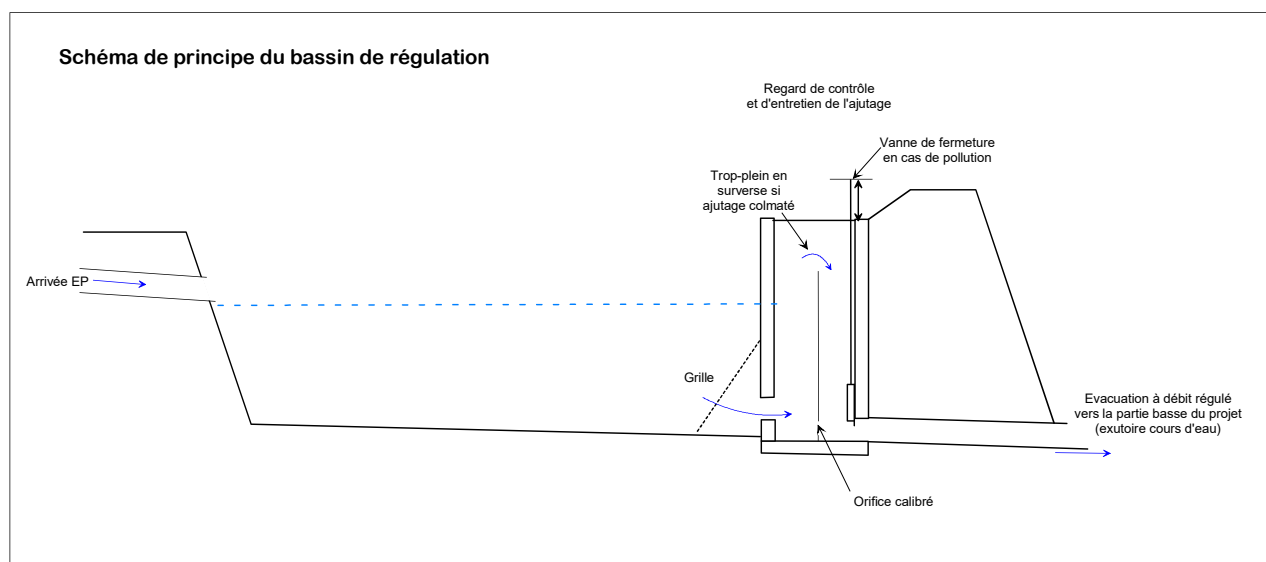 Schéma de principe du bassin de régulation
Regard de contrôle
et d'entretien de l'ajutage
Vanne de fermeture
en cas de pollution
Trop-plein en
surverse si
ajutage colmaté
Arrivée EP
Grille
Evacuation à débit régulé
vers la partie basse du projet
(exutoire cours d'eau)
Orifice calibré